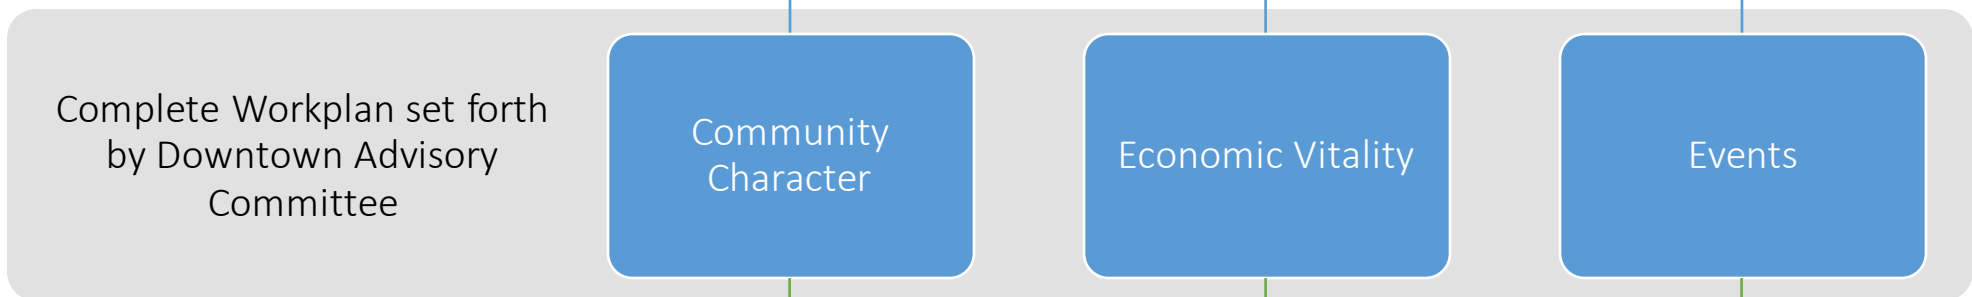 Complete Workplan set forth
by Downtown Advisory
Committee
Community
Character
Economic Vitality
Events